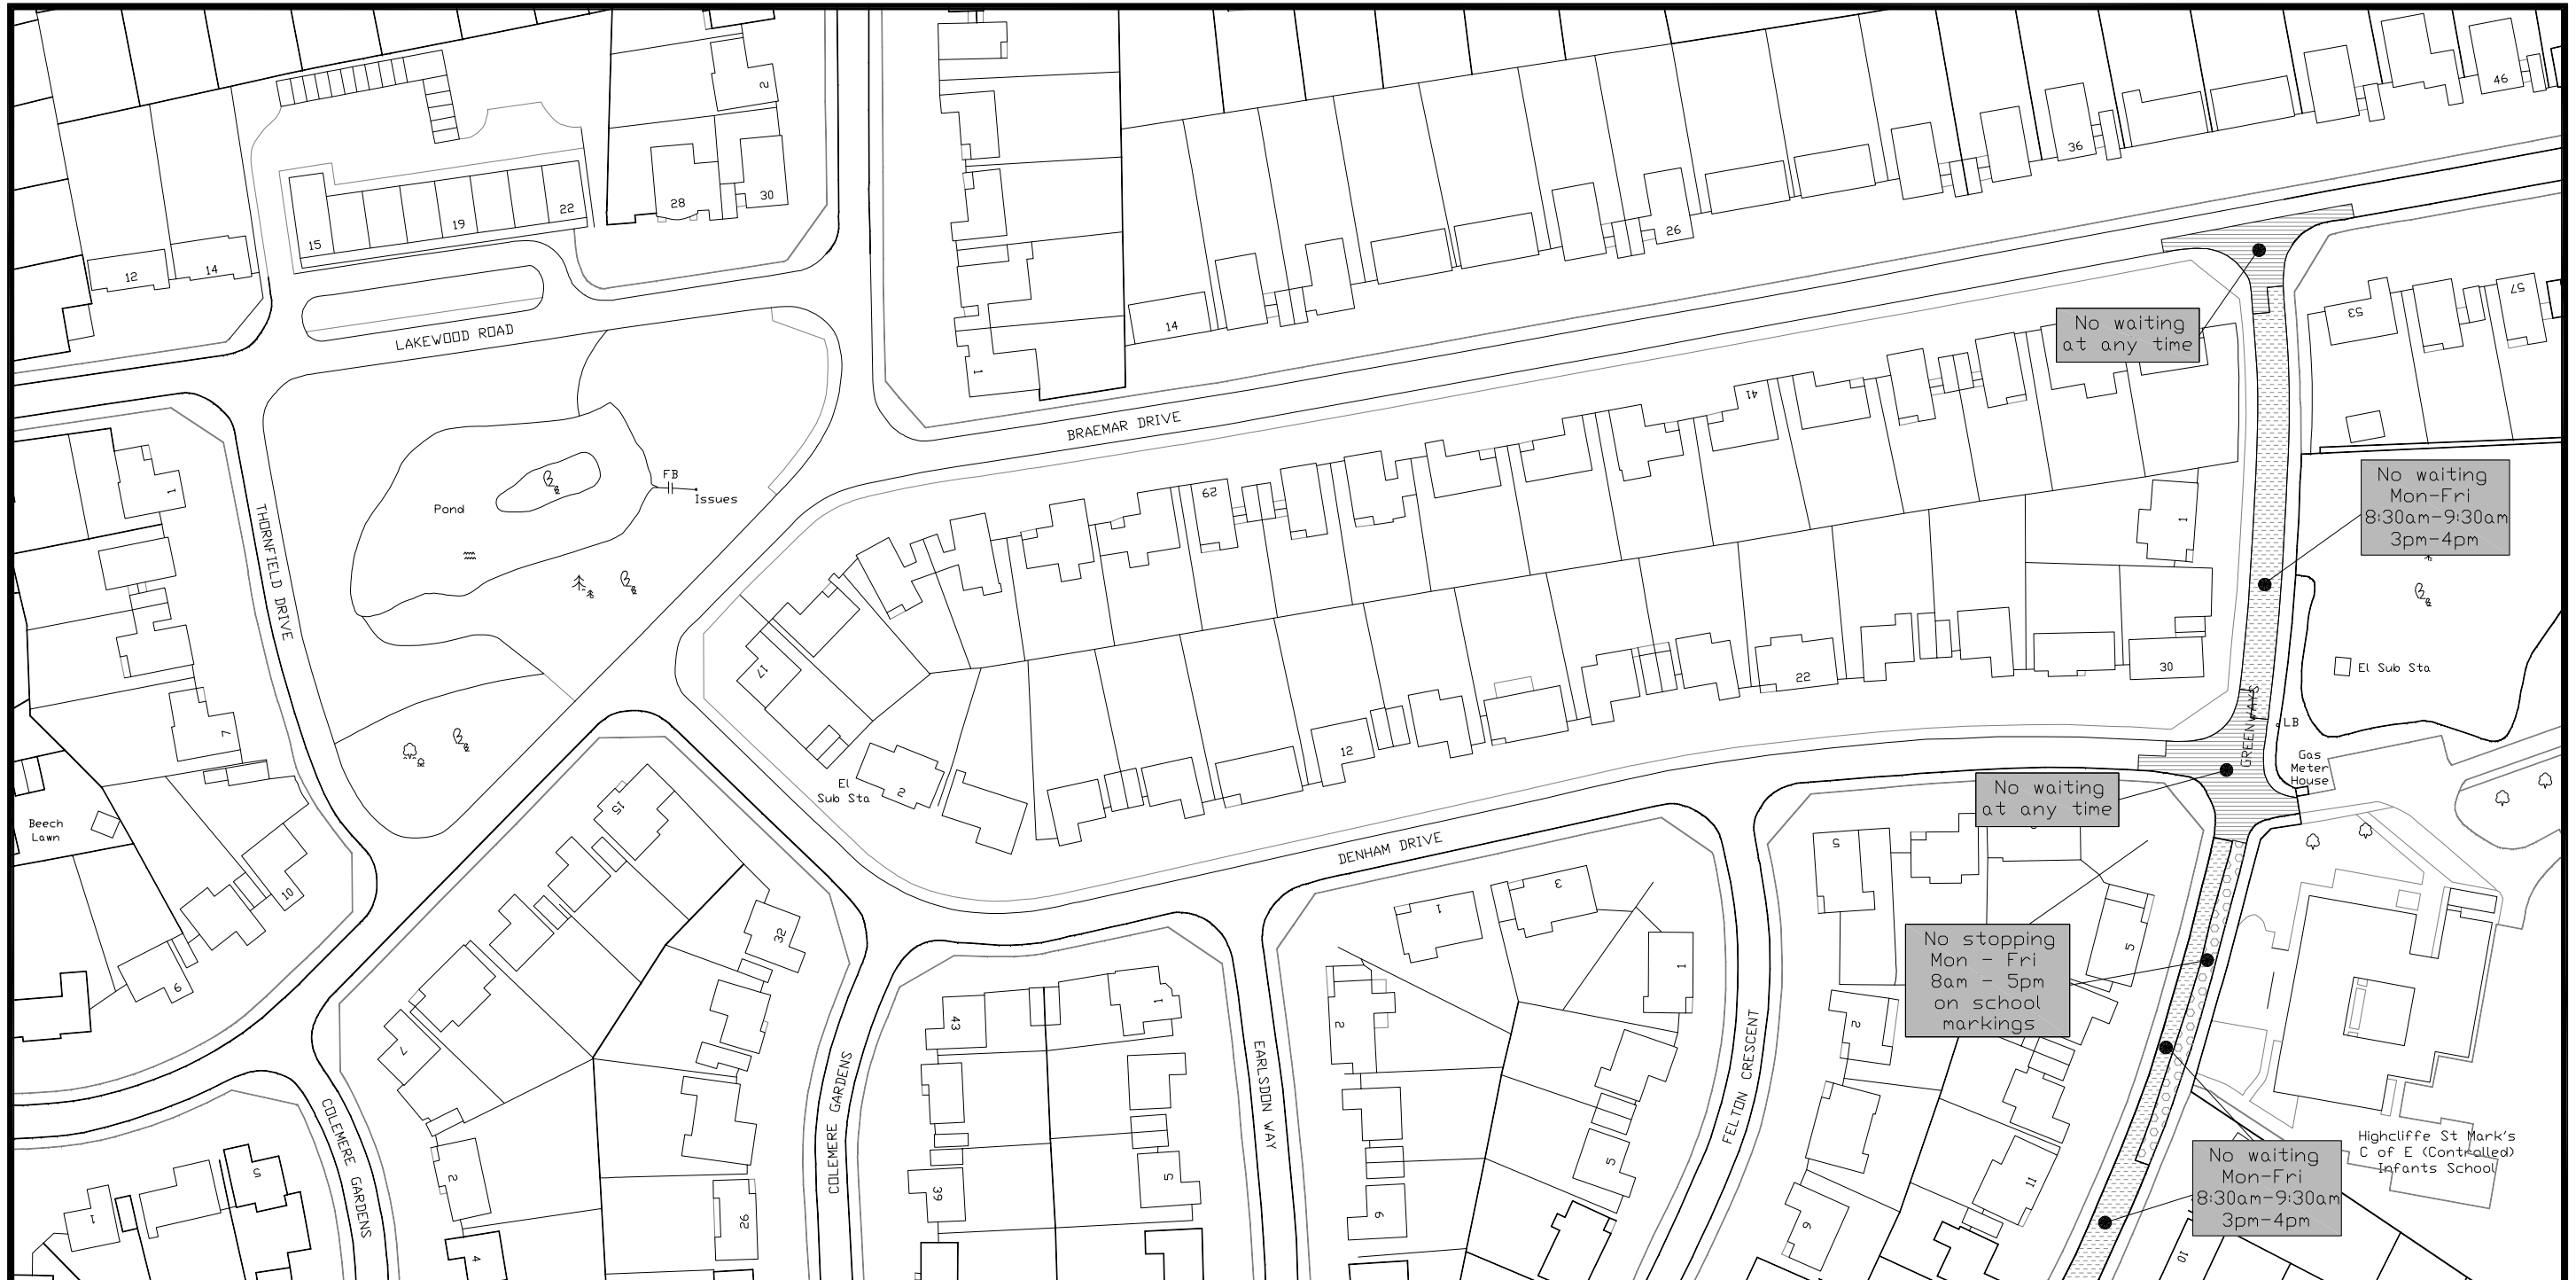 46
2
36
28
30
15
19
22
26
12
14
14
LAKEWOOD ROAD
1
No waiting
at any time
53
57
BRAEMAR DRIVE
41
29
FB
Issues
Pond
1
1
No waiting
Mon-Fri
8:30am-9:30am
3pm-4pm
THORNFIELD DRIVE
17
22
30
El Sub Sta
7
12
2
El
Sub Sta
LB
Gas
Meter
House
No waiting
at any time
15
Beech
Lawn
10
DENHAM DRIVE
5
1
3
5
32
9
No stopping
Mon - Fri
8am - 5pm
on school
markings
1
43
1
2
2
7
COLEMERE GARDENS
COLEMERE GARDENS
EARLSDON WAY
FELTON CRESCENT
Highcliffe St Mark's
C of E (Controlled)
Infants School
5
2
39
5
5
11
No waiting
Mon-Fri
8:30am-9:30am
3pm-4pm
1
26
9
9
4
10